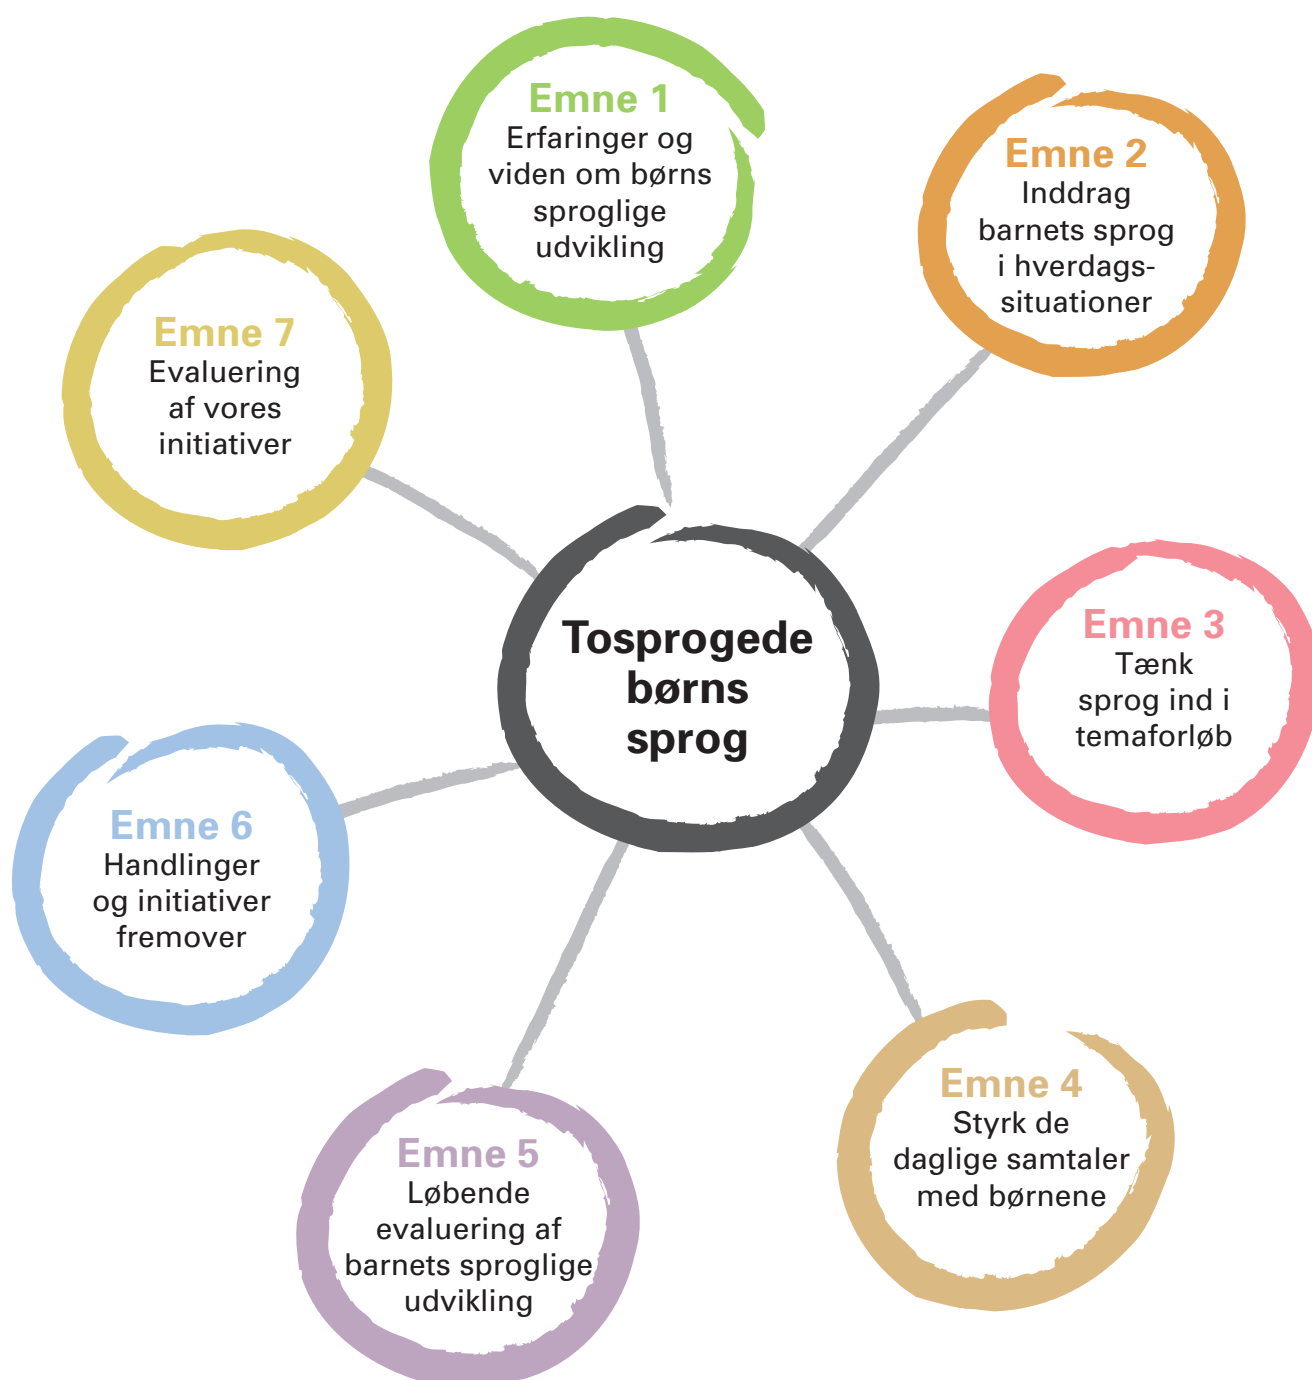 Emne 1
Erfaringer og
viden om børns
sproglige
udvikling
Emne 2
Inddrag
barnets sprog
i hverdags-
situationer
Emne 3
Tænk
sprog ind i
temaforløb
Emne 4
Styrk de
daglige samtaler
med børnene
Emne 5
Løbende
evaluering af
barnets sproglige
udvikling
Emne 6
Handlinger
og initiativer
fremover
Emne 7
Evaluering
af vores
initiativer
Tosprogede
børns
sprog